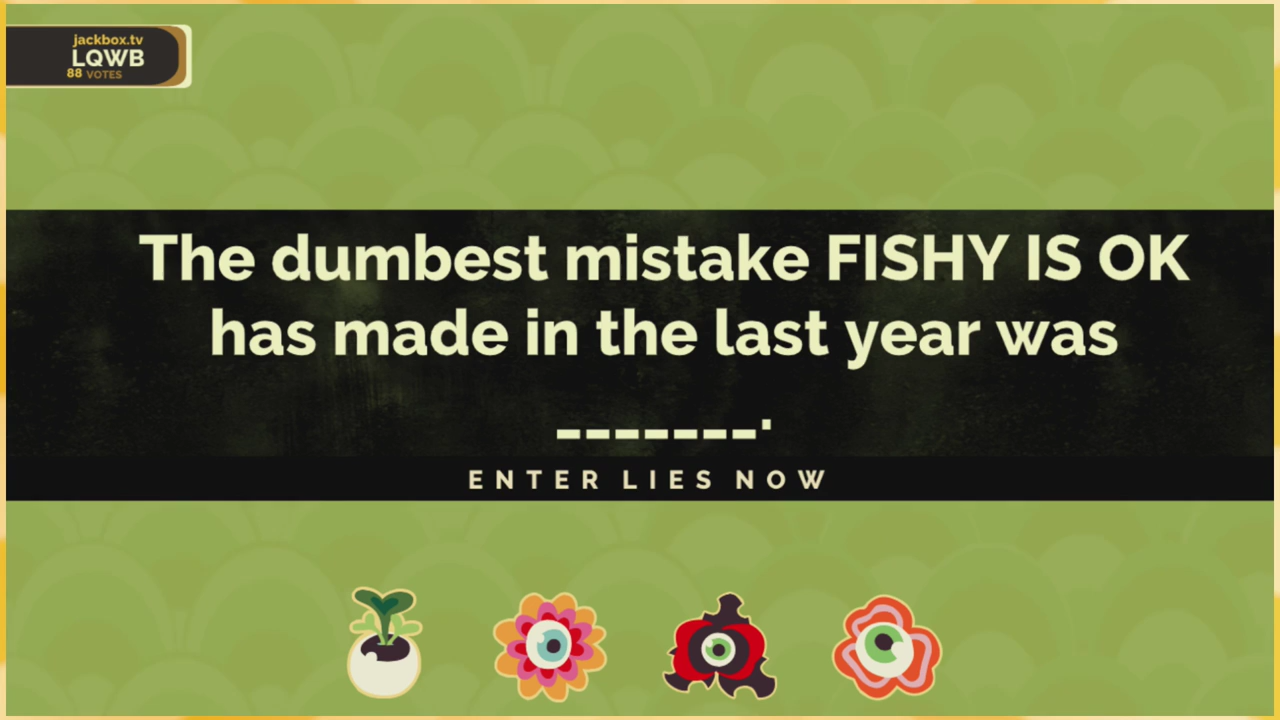 jackbox.tv
LQWB
88 VOTES
The dumbest mistake FISHY IS OK
has made in the last year was
_______.
ENTER LIES NOW